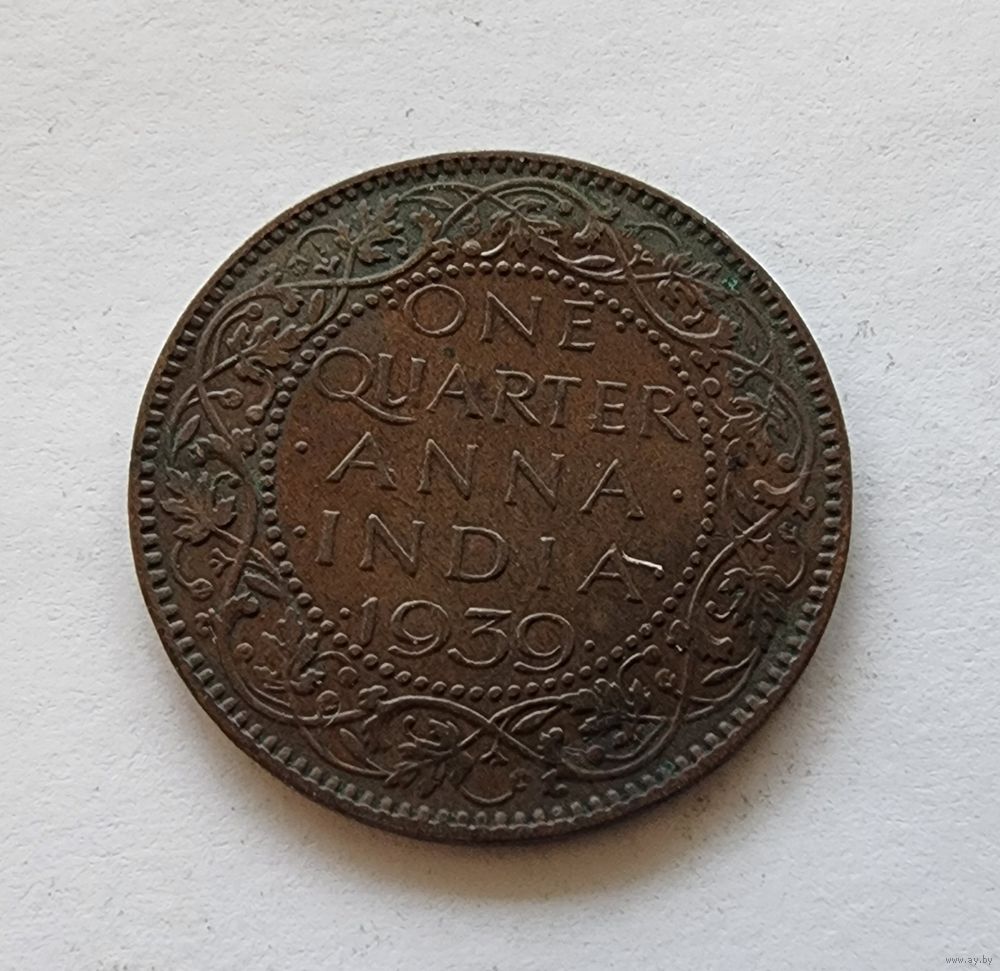 ONE
QUARTER
· ANNA ·
· INDIA ·
· 1939 ·
www.ay.by